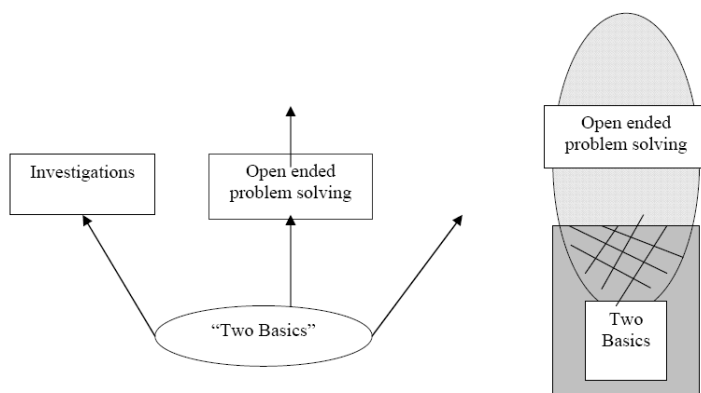 Investigations
Open ended
problem solving
“Two Basics”
Open ended
problem solving
Two
Basics